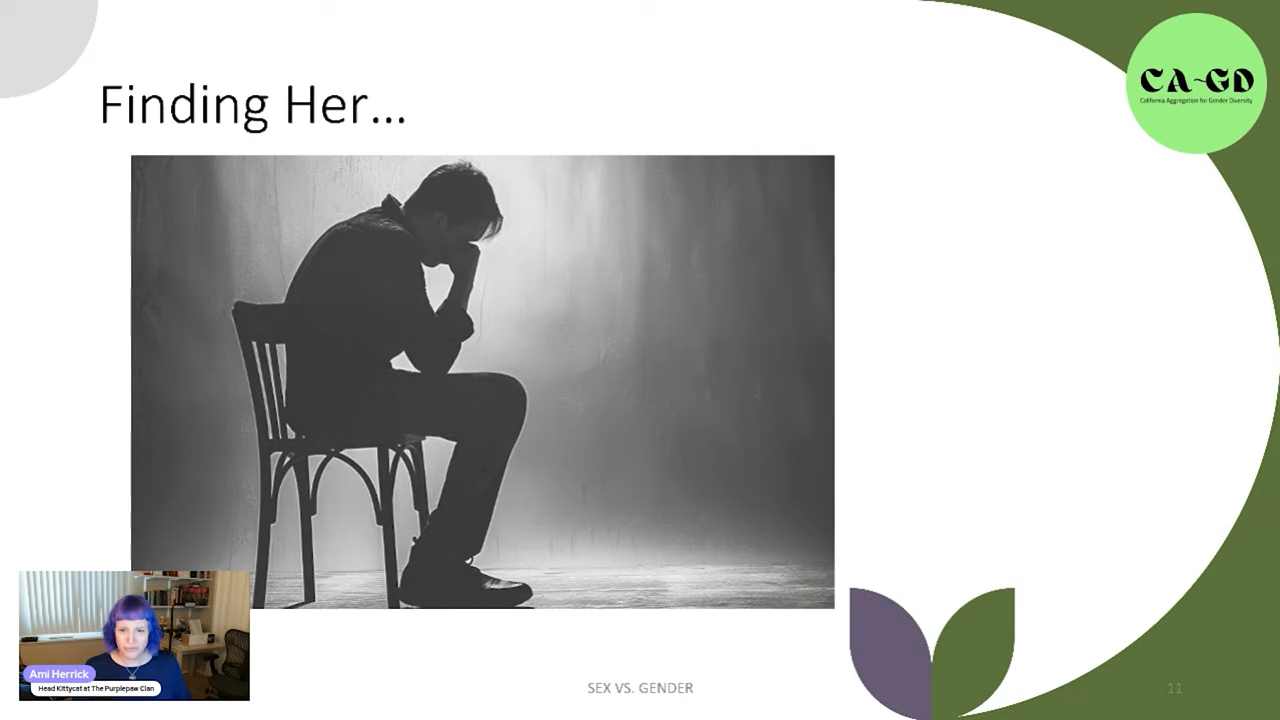 Finding Her...
CA~GD
California Aggregation for Gender Diversity
Ami Herrick
Head Kittycat at The Purplepaw Clan
SEX VS. GENDER
11